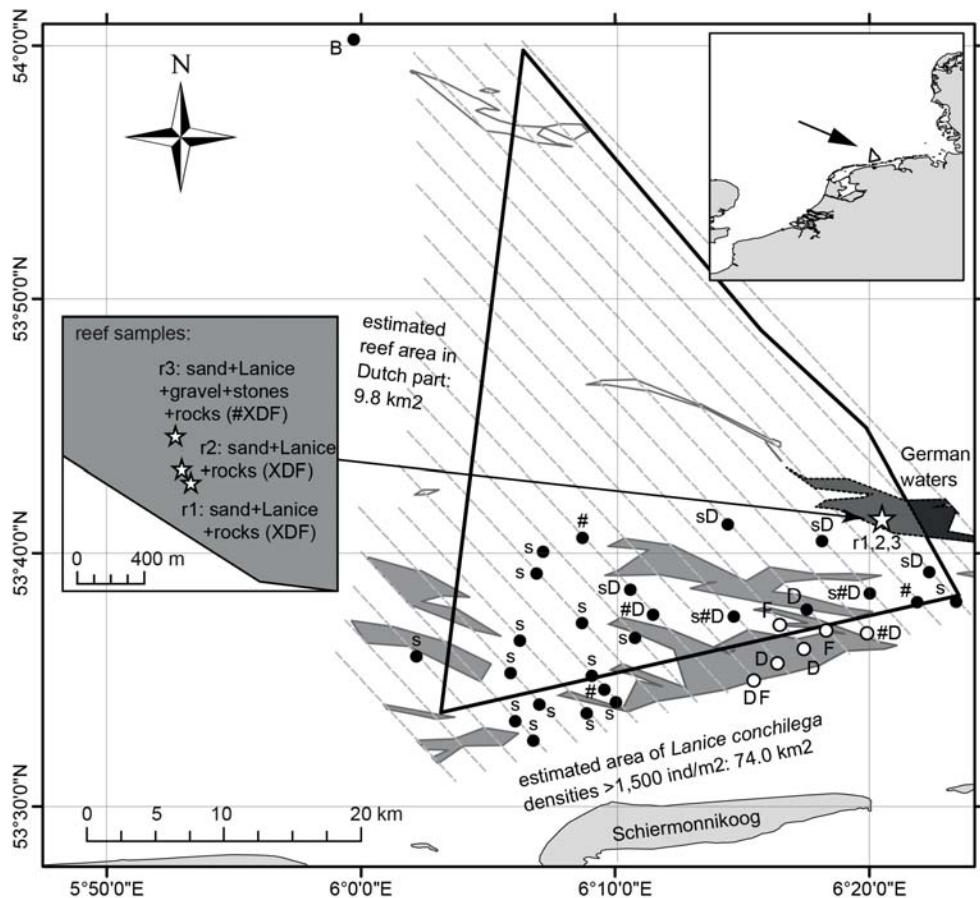 54°0'0"N
53°50'0"N
53°40'0"N
53°30'0"N
B
N
reef samples:
r3: sand+Lanice
+gravel+stones
+rocks (#XDF)
r2: sand+Lanice
+rocks (XDF)
r1: sand+Lanice
+rocks (XDF)
0 400 m
estimated
reef area in
Dutch part:
9.8 km2
German
waters
r1,2,3
#
sD
sD
s
s
sD
sD
#D
s#D
D
s#D
#
s
F
F
#D
s
s
s
s
s
s
D
D
DF
#
s
s
s
s
s
estimated area of Lanice conchilega
densities >1,500 ind/m2: 74.0 km2
0 5 10 20 km
Schiermonnikoog
5°50'0"E 6°0'0"E 6°10'0"E 6°20'0"E